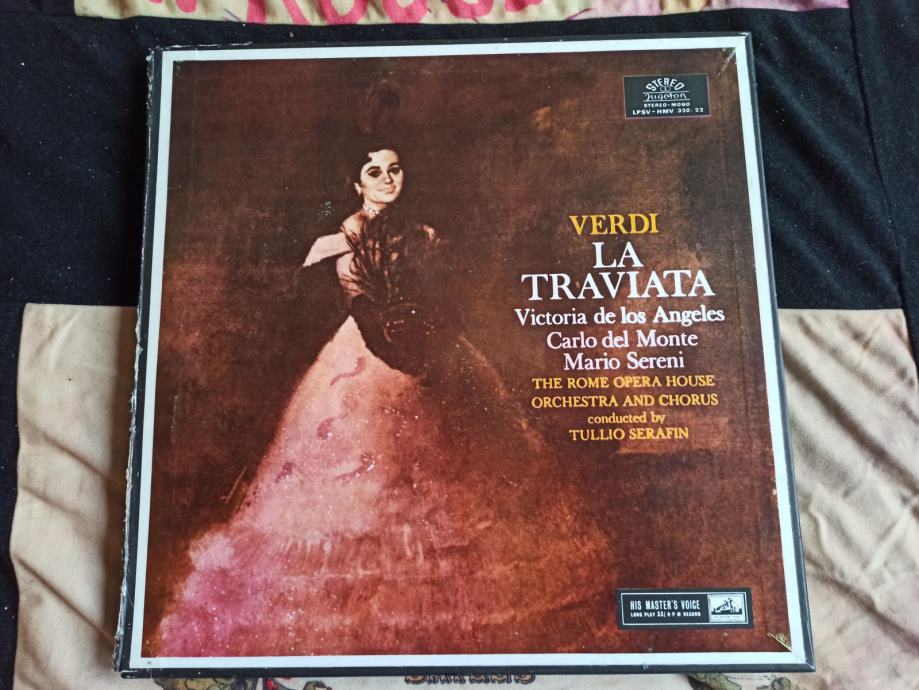 STEREO
Jugoton
STEREO-MONO
LPSV-HMV 320.22
VERDI
LA
TRAVIATA
Victoria de los Angeles
Carlo del Monte
Mario Sereni
THE ROME OPERA HOUSE
ORCHESTRA AND CHORUS
conducted by
TULLIO SERAFIN
HIS MASTER'S VOICE
LONG PLAY 33⅓ R·P·M RECORD